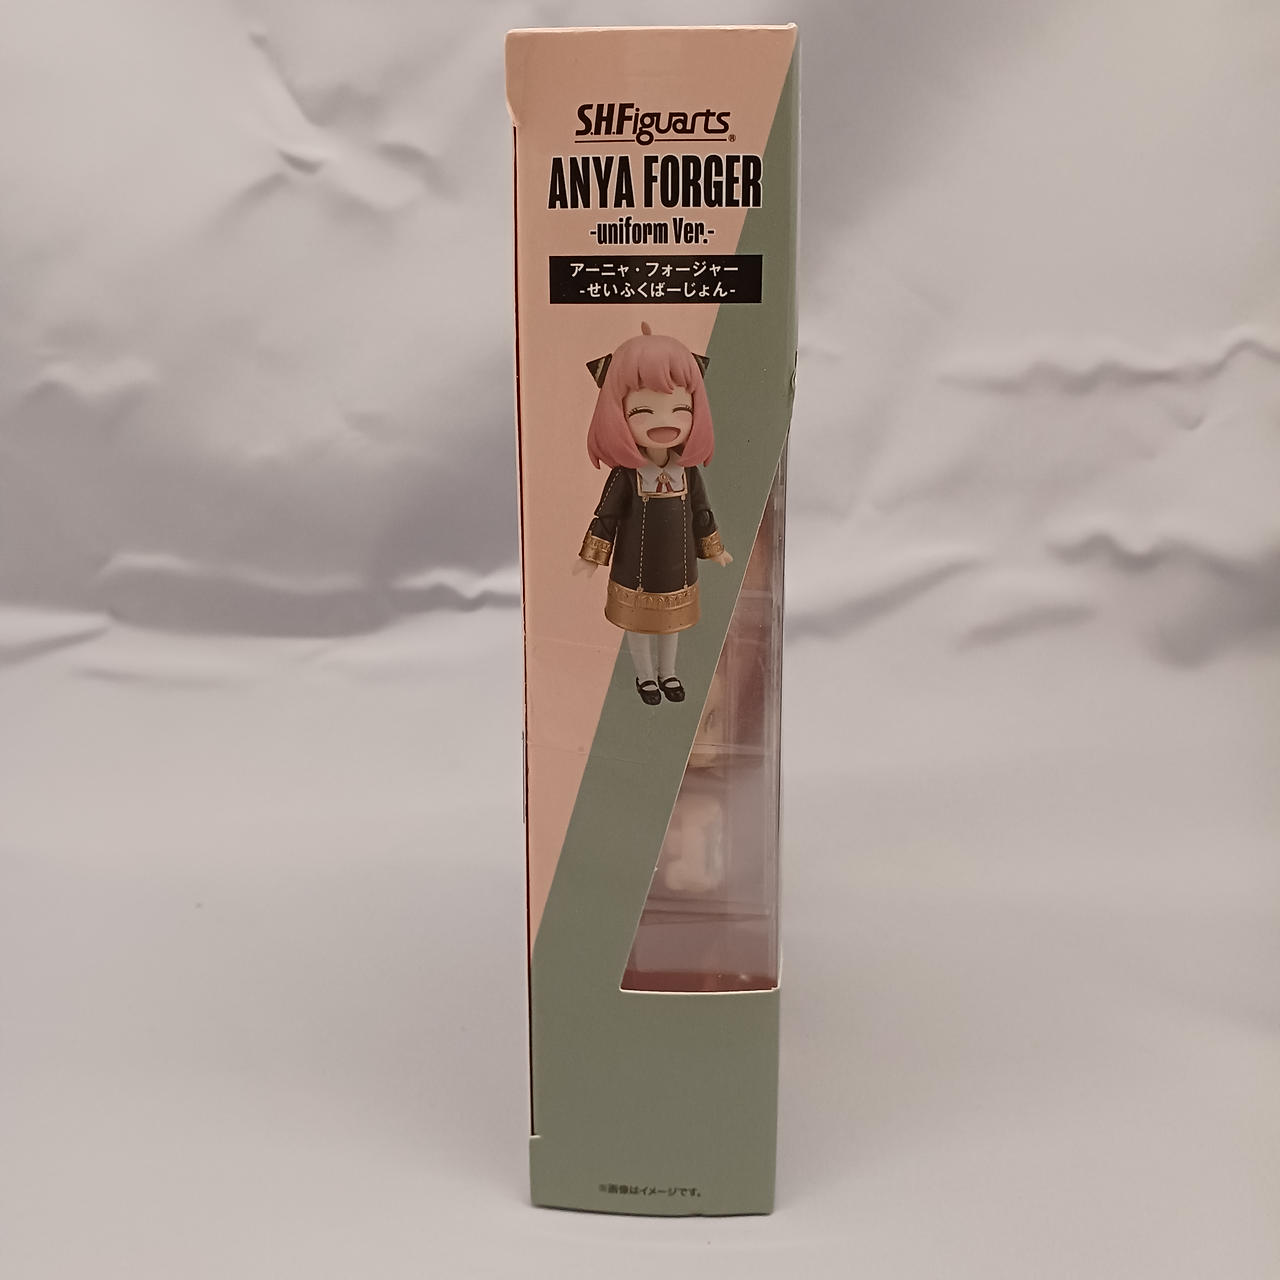 S.H.Figuarts®
ANYA FORGER
-uniform Ver.-
アーニャ・フォージャー
-せいふくばーじょん-
※画像はイメージです。